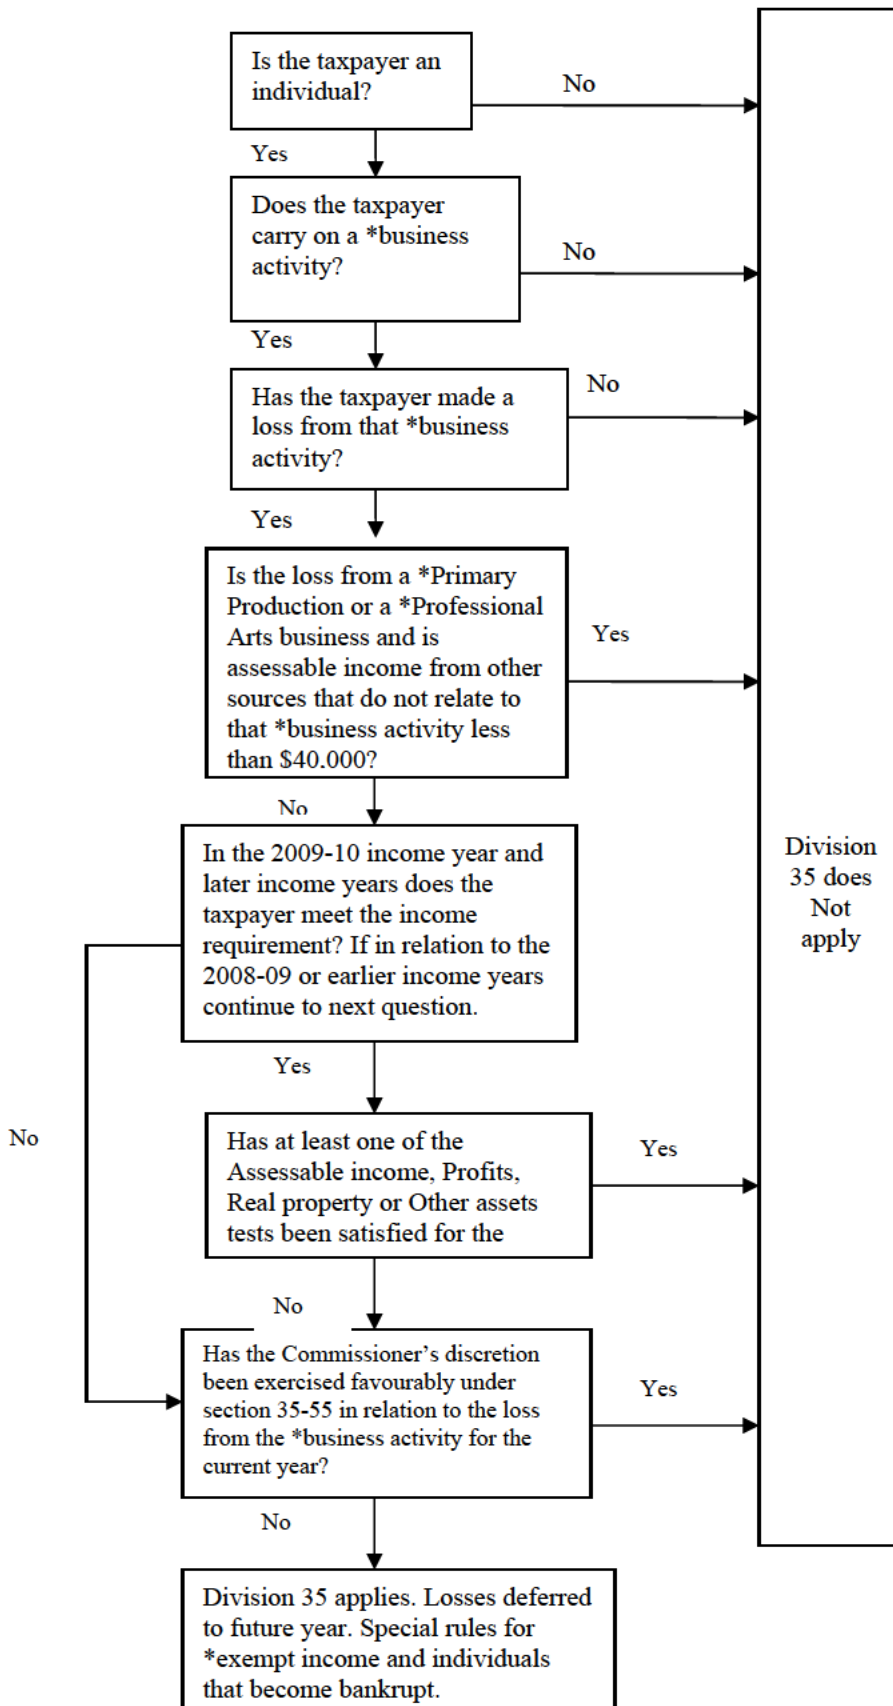 Is the taxpayer an
individual?
No
Yes
Does the taxpayer
carry on a *business
activity?
No
Yes
Has the taxpayer made a
loss from that *business
activity?
No
Yes
Is the loss from a *Primary
Production or a *Professional
Arts business and is
assessable income from other
sources that do not relate to
that *business activity less
than $40.000?
Yes
No
In the 2009-10 income year and
later income years does the
taxpayer meet the income
requirement? If in relation to the
2008-09 or earlier income years
continue to next question.
Division
35 does
Not
apply
Yes
No
Has at least one of the
Assessable income, Profits,
Real property or Other assets
tests been satisfied for the
Yes
No
Has the Commissioner's discretion
been exercised favourably under
section 35-55 in relation to the loss
from the *business activity for the
current year?
Yes
No
Division 35 applies. Losses deferred
to future year. Special rules for
*exempt income and individuals
that become bankrupt.